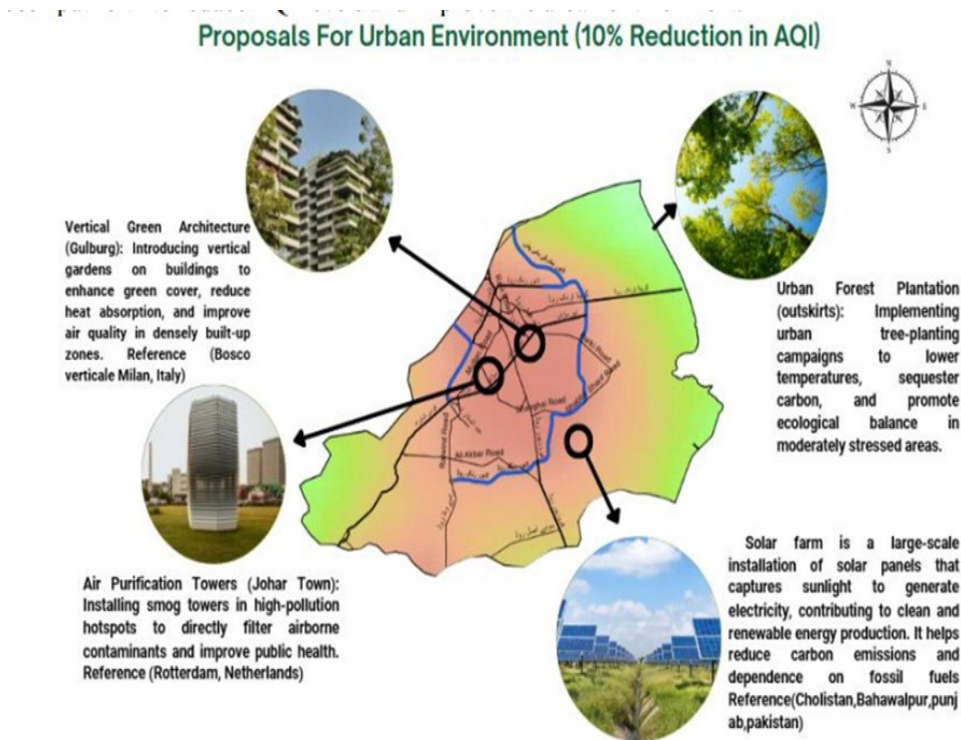 Proposals For Urban Environment (10% Reduction in AQI)
N
W
E
S
Vertical Green Architecture
(Gulburg): Introducing vertical
gardens on buildings to
enhance green cover, reduce
heat absorption, and improve
air quality in densely built-up
zones. Reference (Bosco
verticale Milan, Italy)
Urban Forest Plantation
(outskirts): Implementing
urban tree-planting
campaigns to lower
temperatures, sequester
carbon, and promote
ecological balance in
moderately stressed areas.
Shanghai Road
Al-Akbar Road
Air Purification Towers (Johar Town):
Installing smog towers in high-pollution
hotspots to directly filter airborne
contaminants and improve public health.
Reference (Rotterdam, Netherlands)
Solar farm is a large-scale
installation of solar panels that
captures sunlight to generate
electricity, contributing to clean and
renewable energy production. It helps
reduce carbon emissions and
dependence on fossil fuels
Reference(Cholistan,Bahawalpur,punj
ab,pakistan)